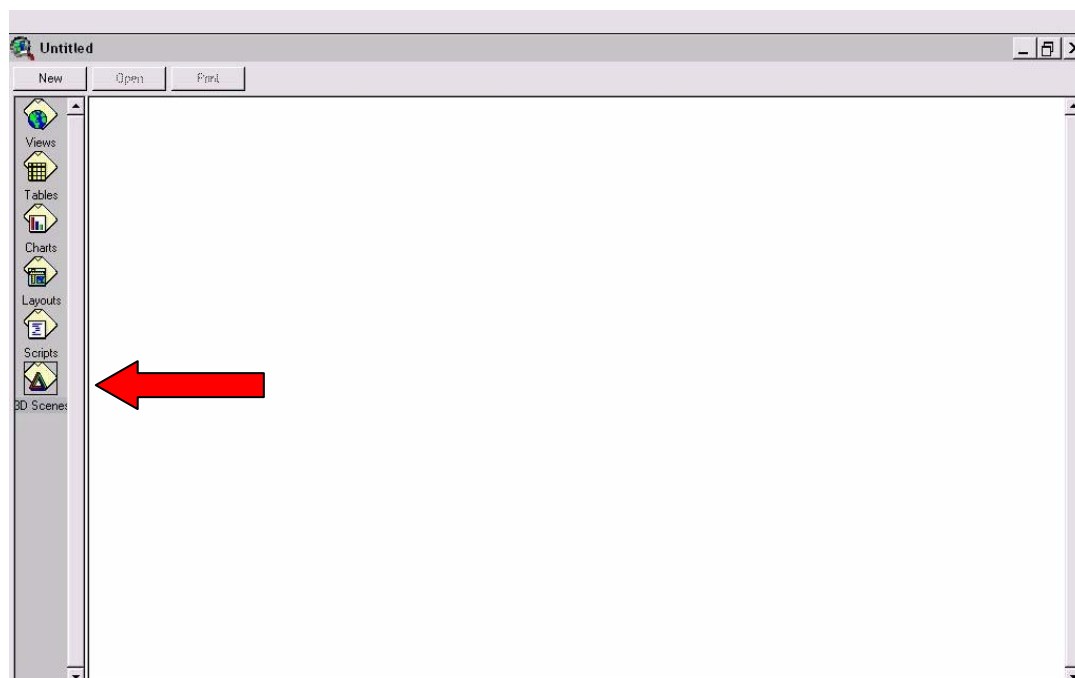 Untitled
New Open Print
Views
Tables
Charts
Layouts
Scripts
3D Scenes